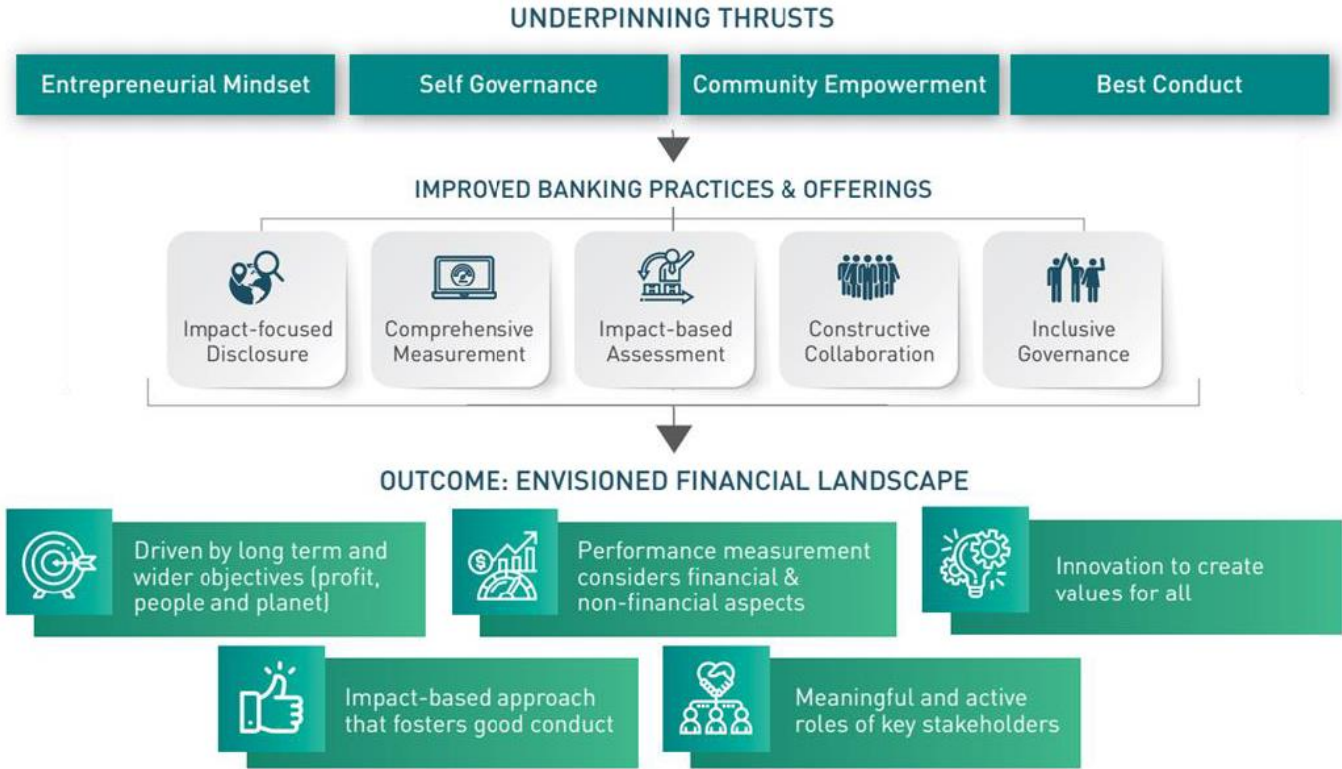 UNDERPINNING THRUSTS
Entrepreneurial Mindset
Self Governance
Community Empowerment
Best Conduct
IMPROVED BANKING PRACTICES & OFFERINGS
Impact-focused
Disclosure
Comprehensive
Measurement
Impact-based
Assessment
Constructive
Collaboration
Inclusive
Governance
OUTCOME: ENVISIONED FINANCIAL LANDSCAPE
Driven by long term and
wider objectives (profit,
people and planet)
Performance measurement
considers financial &
non-financial aspects
Innovation to create
values for all
Impact-based approach
that fosters good conduct
Meaningful and active
roles of key stakeholders